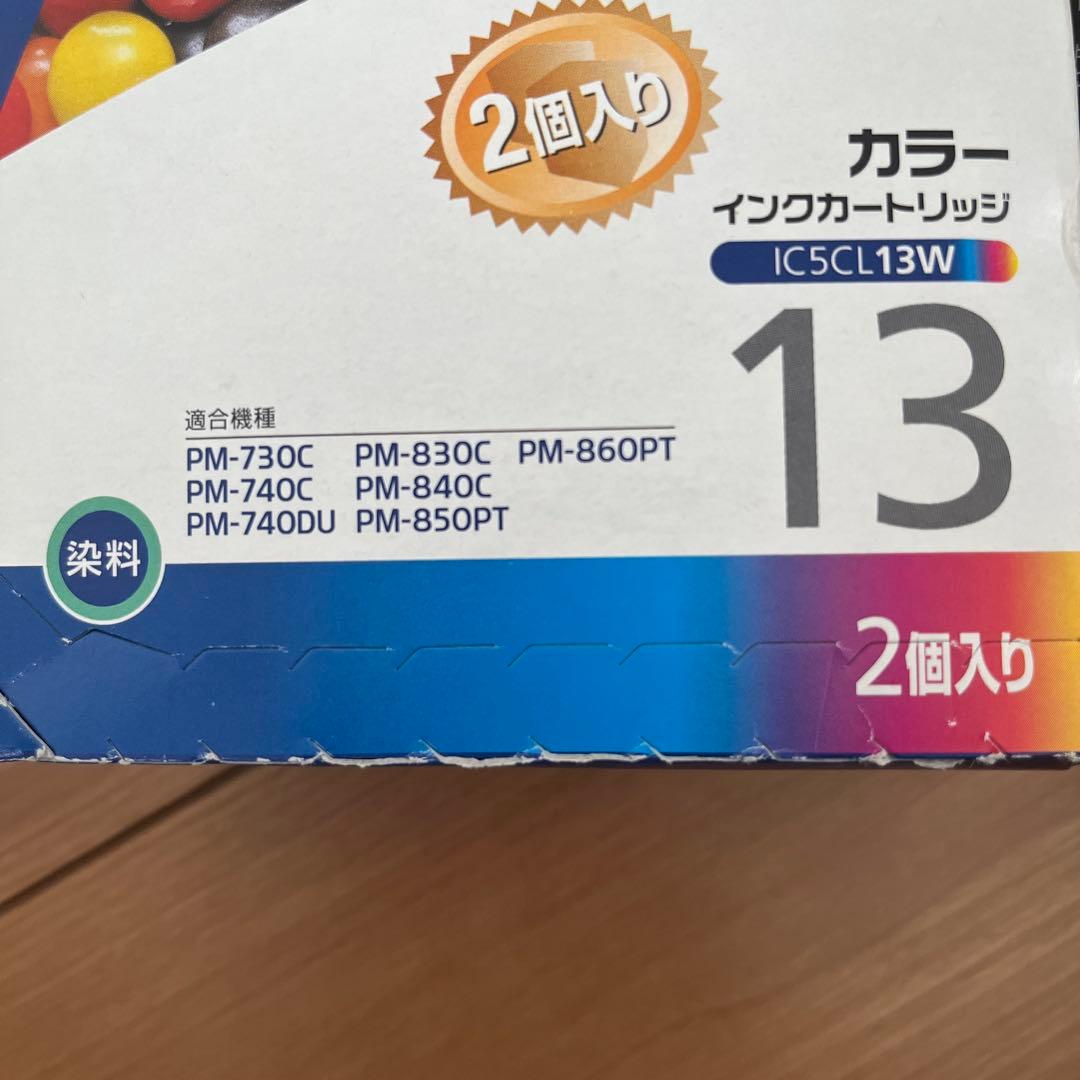 2個入り
カラー
インクカートリッジ
IC5CL13W
13
適合機種
PM-730C PM-830C PM-860PT
PM-740C PM-840C
PM-740DU PM-850PT
染料
2個入り